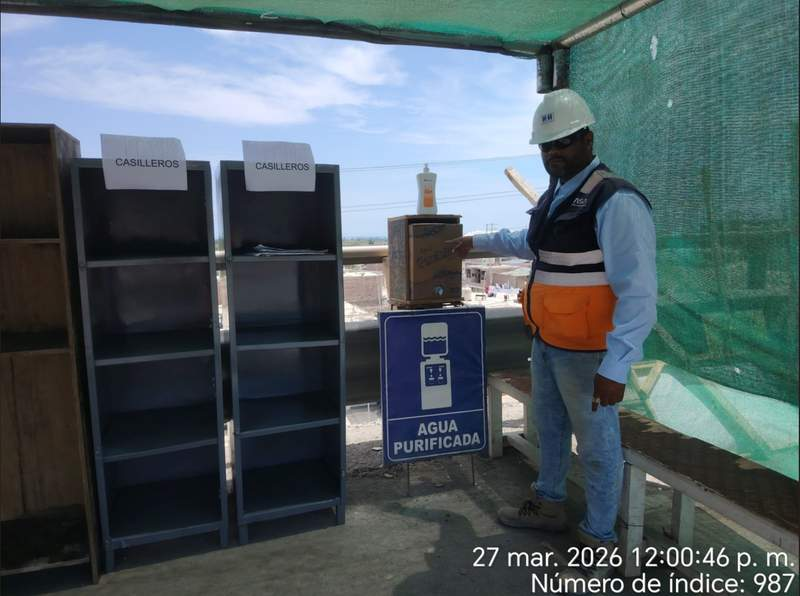 CASILLEROS
CASILLEROS
AGUA
PURIFICADA
27 mar. 2026 12:00:46 p. m.
Número de índice: 987